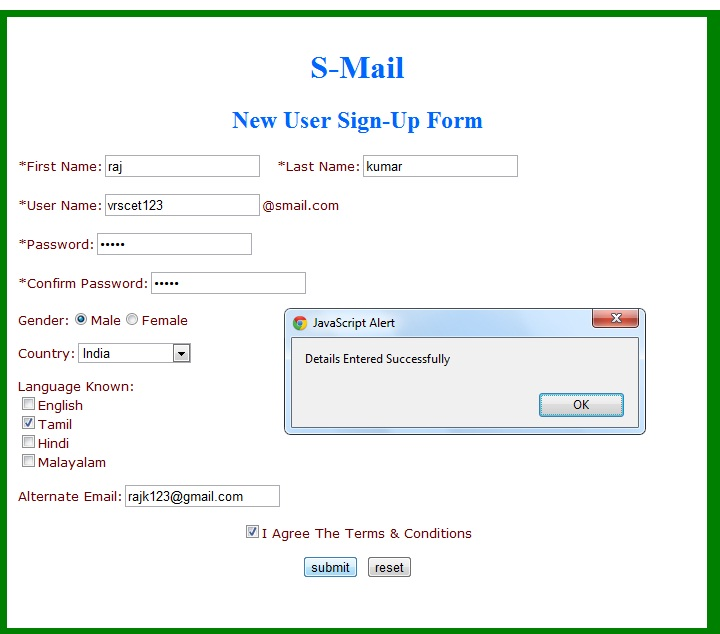 S-Mail
New User Sign-Up Form
*First Name: raj *Last Name: kumar
*User Name: vrscet123 @smail.com
*Password: •••••
*Confirm Password: •••••
Gender: Male Female
JavaScript Alert
Details Entered Successfully
OK
Country: India
Language Known:
English
Tamil
Hindi
Malayalam
Alternate Email: rajk123@gmail.com
I Agree The Terms & Conditions
submit reset